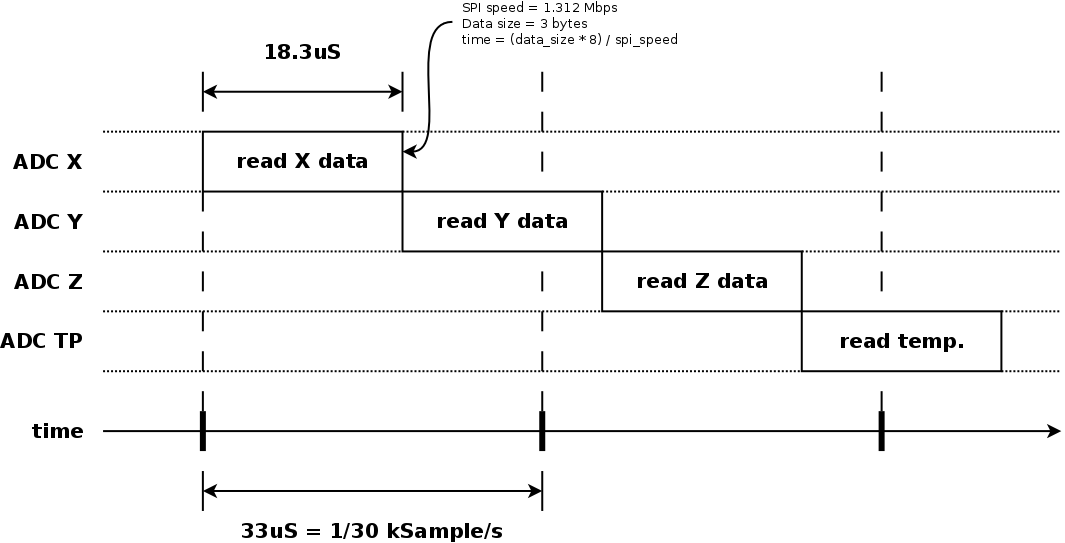 SPI speed = 1.312 Mbps
Data size = 3 bytes
time = (data_size * 8) / spi_speed
18.3uS
ADC X
read X data
ADC Y
read Y data
ADC Z
read Z data
ADC TP
read temp.
time
33uS = 1/30 kSample/s